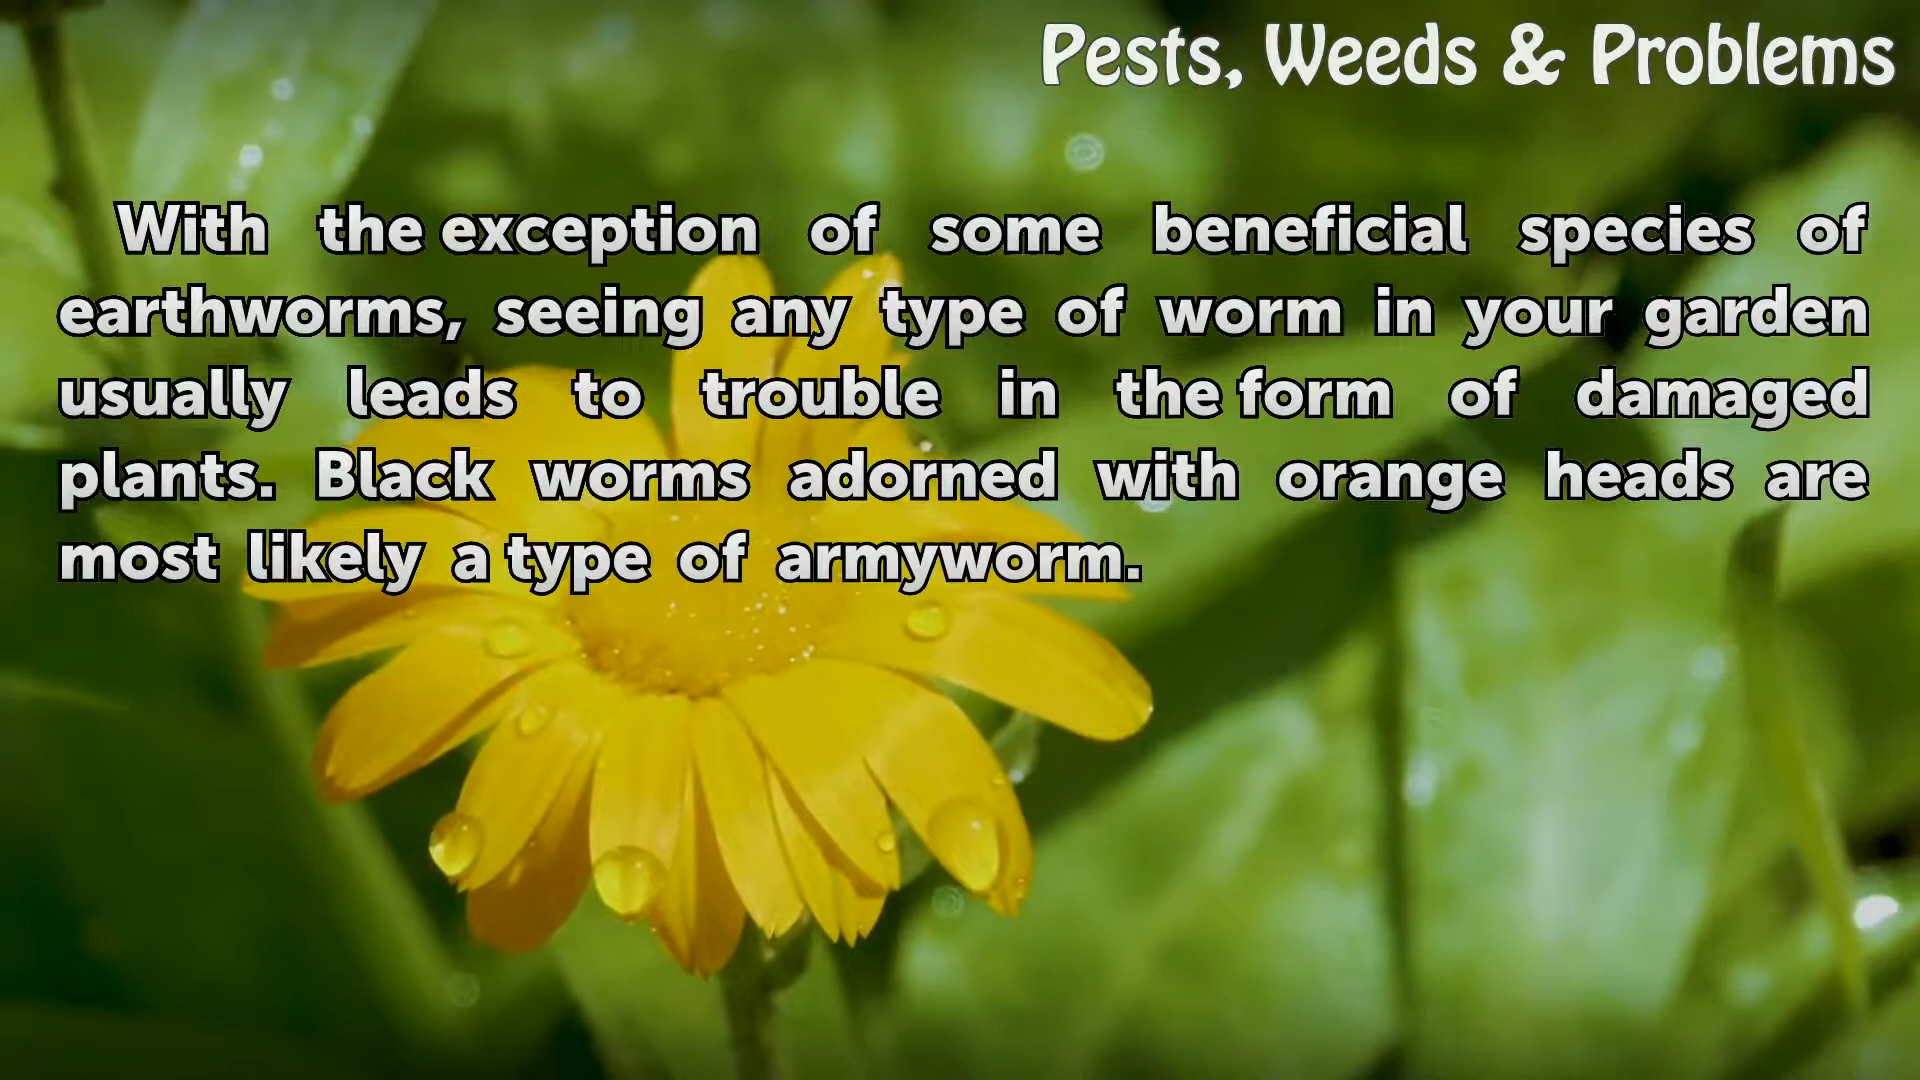 Pests, Weeds & Problems
With the exception of some beneficial species of
earthworms, seeing any type of worm in your garden
usually leads to trouble in the form of damaged
plants. Black worms adorned with orange heads are
most likely a type of armyworm.